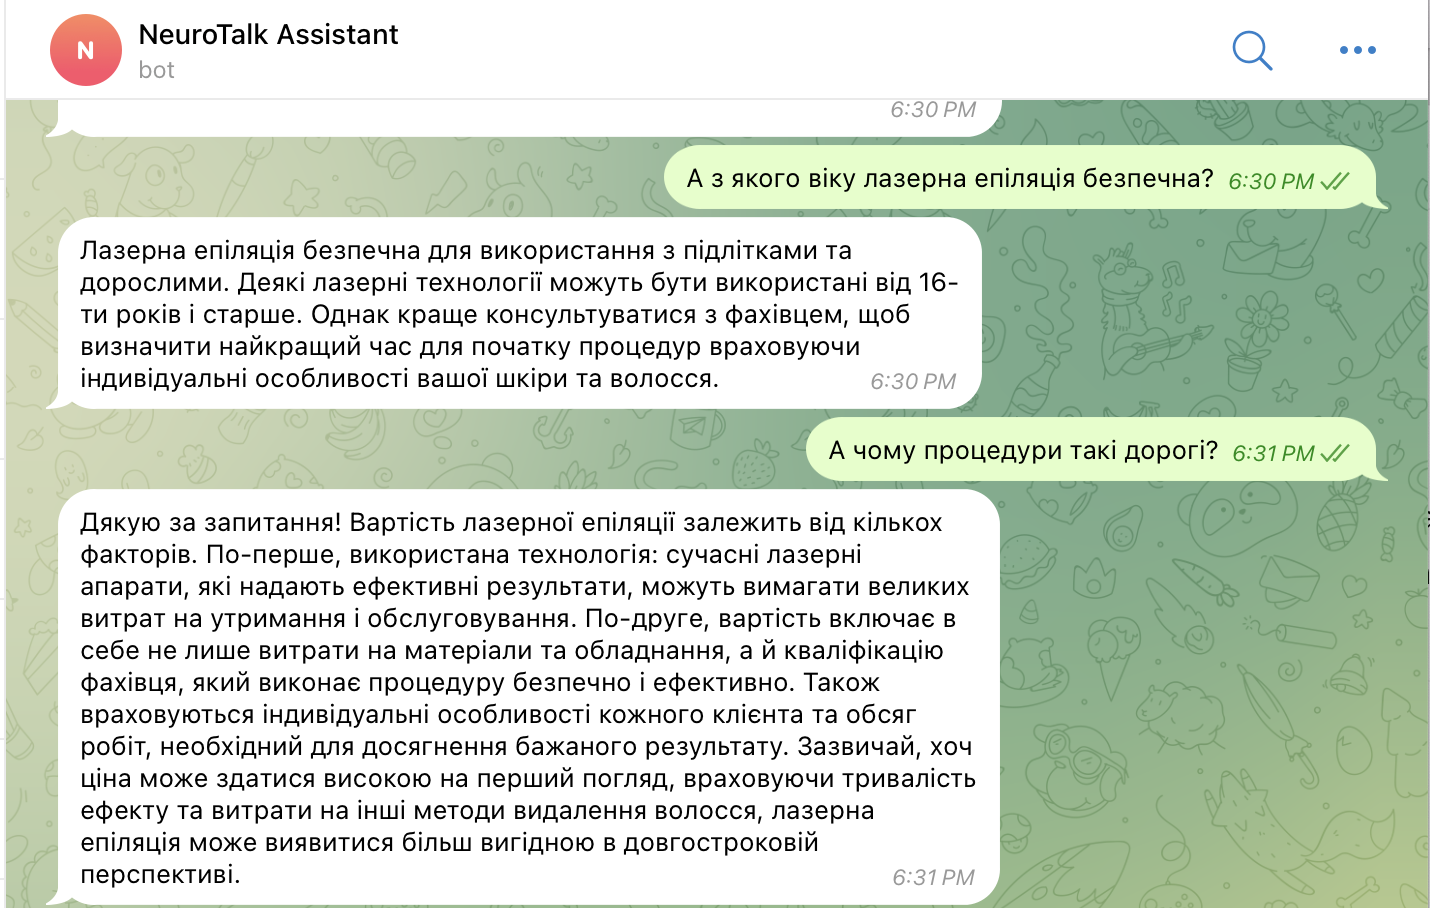 N
NeuroTalk Assistant
bot
6:30 PM
А з якого віку лазерна епіляція безпечна? 6:30 PM
Лазерна епіляція безпечна для використання з підлітками та
дорослими. Деякі лазерні технології можуть бути використані від 16-
ти років і старше. Однак краще консультуватися з фахівцем, щоб
визначити найкращий час для початку процедур враховуючи
індивідуальні особливості вашої шкіри та волосся. 6:30 PM
А чому процедури такі дорогі? 6:31 PM
Дякую за запитання! Вартість лазерної епіляції залежить від кількох
факторів. По-перше, використана технологія: сучасні лазерні
апарати, які надають ефективні результати, можуть вимагати великих
витрат на утримання і обслуговування. По-друге, вартість включає в
себе не лише витрати на матеріали та обладнання, а й кваліфікацію
фахівця, який виконає процедуру безпечно і ефективно. Також
враховуються індивідуальні особливості кожного клієнта та обсяг
робіт, необхідний для досягнення бажаного результату. Зазвичай, хоч
ціна може здатися високою на перший погляд, враховуючи тривалість
ефекту та витрати на інші методи видалення волосся, лазерна
епіляція може виявитися більш вигідною в довгостроковій
перспективі. 6:31 PM